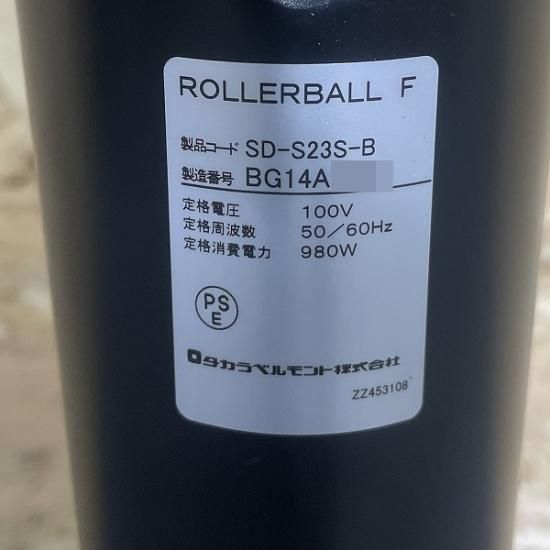 ROLLERBALL F
製品コード SD-S23S-B
製造番号 BG14A
定格電圧 100V
定格周波数 50/60Hz
定格消費電力 980W
PS
E
タカラベルモント株式会社
ZZ453108